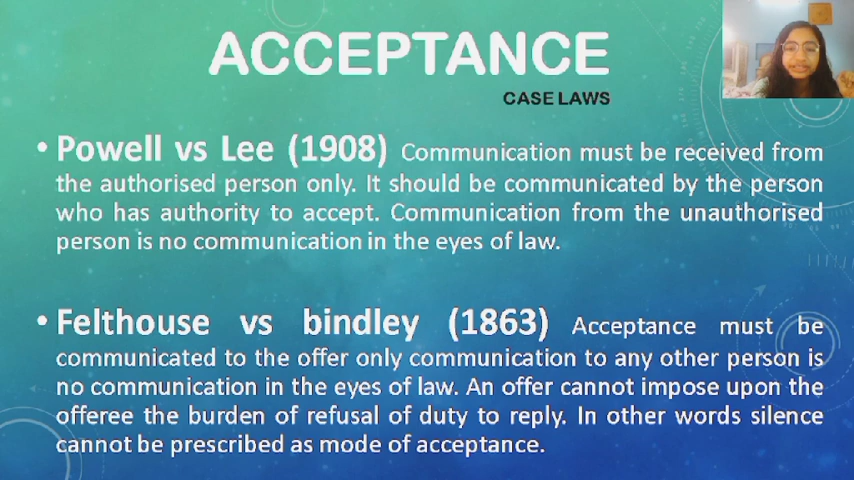 ACCEPTANCE
CASE LAWS
• Powell vs Lee (1908) Communication must be received from
the authorised person only. It should be communicated by the person
who has authority to accept. Communication from the unauthorised
person is no communication in the eyes of law.
• Felthouse vs bindley (1863) Acceptance must be
communicated to the offer only communication to any other person is
no communication in the eyes of law. An offer cannot impose upon the
offeree the burden of refusal of duty to reply. In other words silence
cannot be prescribed as mode of acceptance.